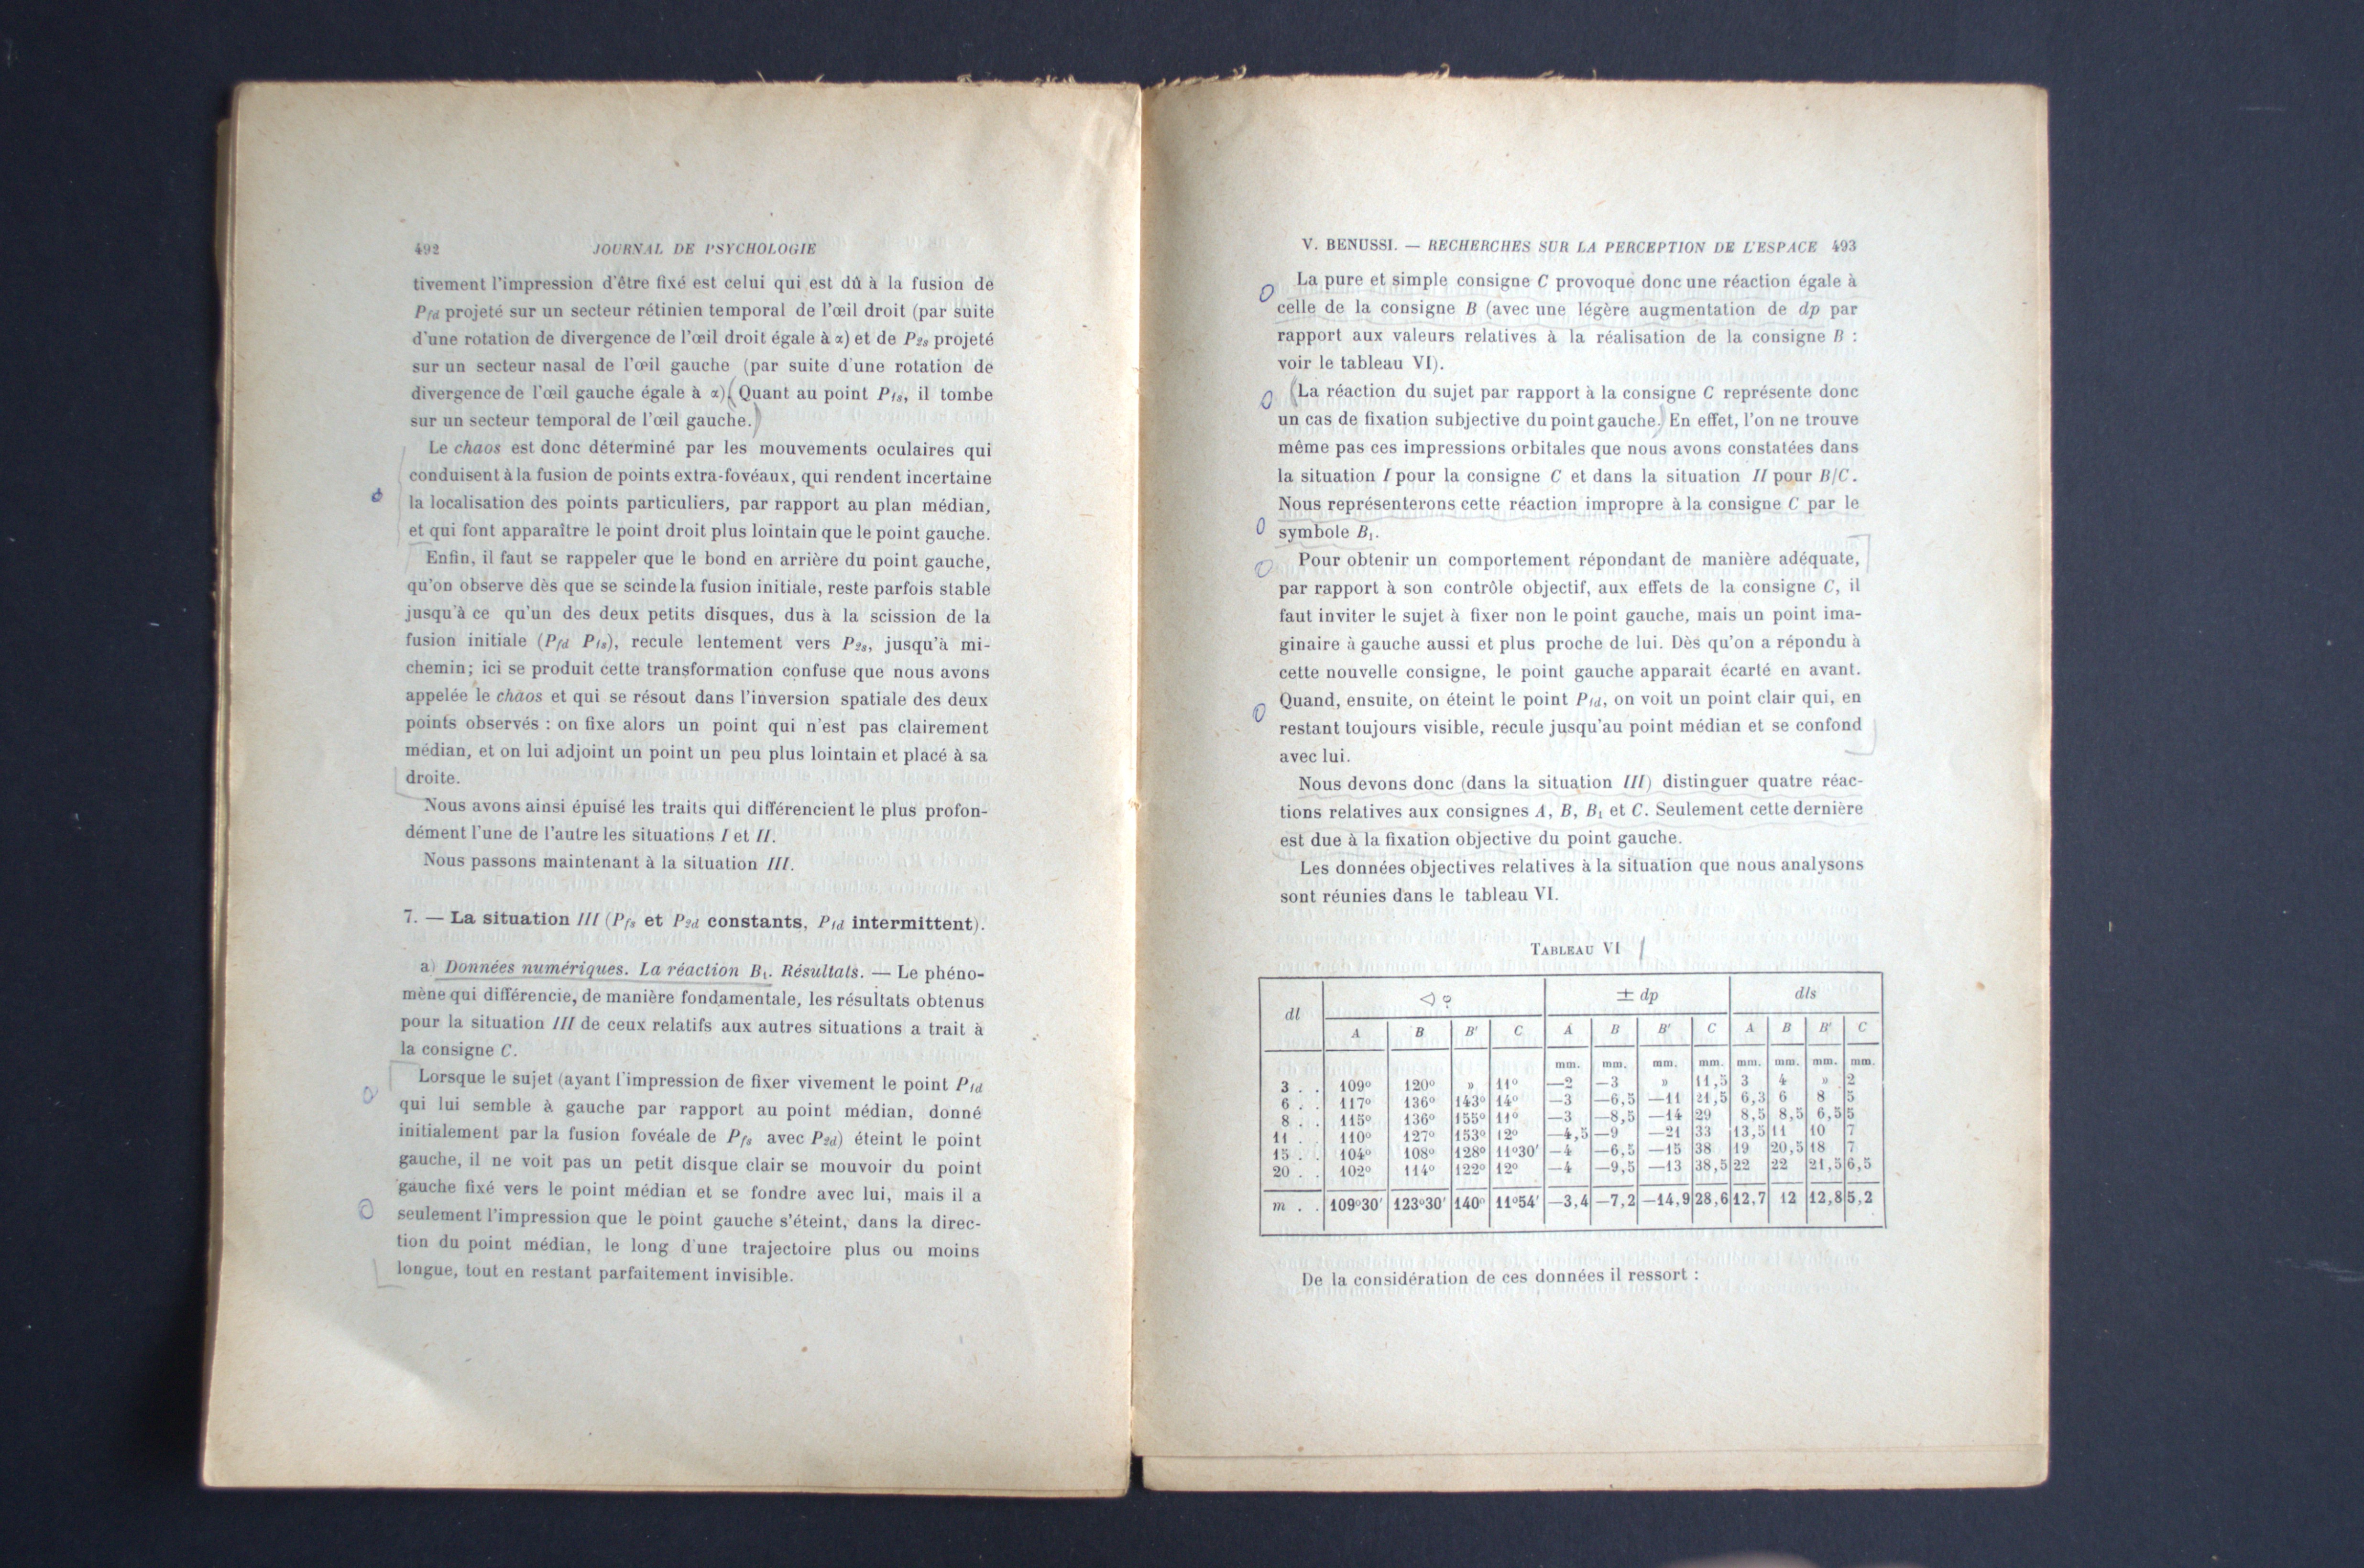 492 JOURNAL DE PSYCHOLOGIE
tivement l'impression d'être fixé est celui qui est dû à la fusion de
Pfd projeté sur un secteur rétinien temporal de l'œil droit (par suite
d'une rotation de divergence de l'œil droit égale à α) et de P2s projeté
sur un secteur nasal de l'œil gauche (par suite d'une rotation de
divergence de l'œil gauche égale à α). Quant au point P1s, il tombe
sur un secteur temporal de l'œil gauche.
Le chaos est donc déterminé par les mouvements oculaires qui
conduisent à la fusion de points extra-fovéaux, qui rendent incertaine
la localisation des points particuliers, par rapport au plan médian,
et qui font apparaître le point droit plus lointain que le point gauche.
Enfin, il faut se rappeler que le bond en arrière du point gauche,
qu'on observe dès que se scinde la fusion initiale, reste parfois stable
jusqu'à ce qu'un des deux petits disques, dus à la scission de la
fusion initiale (Pfd P1s), recule lentement vers P2s, jusqu'à mi-
chemin; ici se produit cette transformation confuse que nous avons
appelée le chaos et qui se résout dans l'inversion spatiale des deux
points observés : on fixe alors un point qui n'est pas clairement
médian, et on lui adjoint un point un peu plus lointain et placé à sa
droite.
Nous avons ainsi épuisé les traits qui différencient le plus profon-
dément l'une de l'autre les situations I et II.
Nous passons maintenant à la situation III.
7. — La situation III (Pfs et P2d constants, P1d intermittent).
a) Données numériques. La réaction B1. Résultats. — Le phéno-
mène qui différencie, de manière fondamentale, les résultats obtenus
pour la situation III de ceux relatifs aux autres situations a trait à
la consigne C.
Lorsque le sujet (ayant l'impression de fixer vivement le point P1d
qui lui semble à gauche par rapport au point médian, donné
initialement par la fusion fovéale de Pfs avec P2d) éteint le point
gauche, il ne voit pas un petit disque clair se mouvoir du point
gauche fixé vers le point médian et se fondre avec lui, mais il a
seulement l'impression que le point gauche s'éteint, dans la direc-
tion du point médian, le long d'une trajectoire plus ou moins
longue, tout en restant parfaitement invisible.
V. BENUSSI. — RECHERCHES SUR LA PERCEPTION DE L'ESPACE 493
La pure et simple consigne C provoque donc une réaction égale à
celle de la consigne B (avec une légère augmentation de dp par
rapport aux valeurs relatives à la réalisation de la consigne B :
voir le tableau VI).
La réaction du sujet par rapport à la consigne C représente donc
un cas de fixation subjective du point gauche. En effet, l'on ne trouve
même pas ces impressions orbitales que nous avons constatées dans
la situation I pour la consigne C et dans la situation II pour B/C.
Nous représenterons cette réaction impropre à la consigne C par le
symbole B1.
Pour obtenir un comportement répondant de manière adéquate,
par rapport à son contrôle objectif, aux effets de la consigne C, il
faut inviter le sujet à fixer non le point gauche, mais un point ima-
ginaire à gauche aussi et plus proche de lui. Dès qu'on a répondu à
cette nouvelle consigne, le point gauche apparait écarté en avant.
Quand, ensuite, on éteint le point P1d, on voit un point clair qui, en
restant toujours visible, recule jusqu'au point médian et se confond
avec lui.
Nous devons donc (dans la situation III) distinguer quatre réac-
tions relatives aux consignes A, B, B1 et C. Seulement cette dernière
est due à la fixation objective du point gauche.
Les données objectives relatives à la situation que nous analysons
sont réunies dans le tableau VI.
TABLEAU VI
dl ± dp dls
A B B' C A B B' C A B B' C
mm. mm. mm. mm. mm. mm. mm. mm.
3 . . 109° 120° » 11° —2 —3 » 11,5 3 4 » 2
6 . . 117° 136° 143° 14° —3 —6,5 —11 21,5 6,3 6 8 5
8 . . 115° 136° 155° 11° —3 —8,5 —14 29 8,5 8,5 6,5 5
11 . 110° 127° 153° 12° —4,5 —9 —21 33 13,5 11 10 7
15 . . 104° 108° 128° 11°30' —4 —6,5 —15 38 19 20,5 18 7
20 . . 102° 114° 122° 12° —4 —9,5 —13 38,5 22 22 21,5 6,5
m . . 109°30' 123°30' 140° 11°54' —3,4 —7,2 —14,9 28,6 12,7 12 12,8 5,2
De la considération de ces données il ressort :